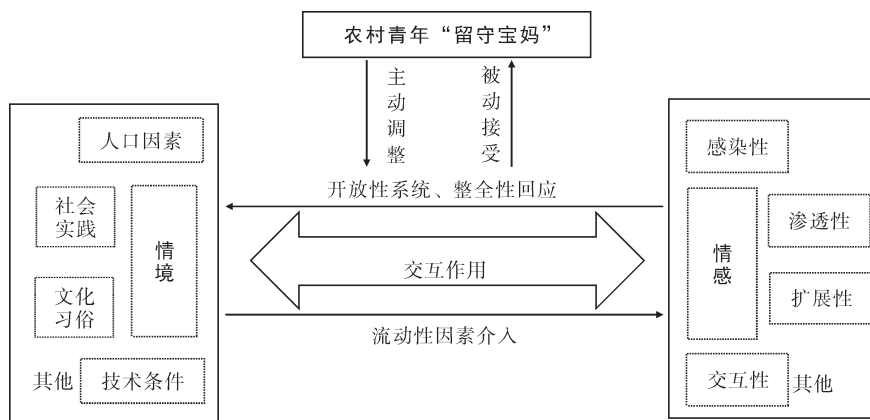 农村青年“留守宝妈”
主动调整
被动接受
人口因素
社会
实践
情境
文化
习俗
其他
技术条件
开放性系统、整全性回应
交互作用
流动性因素介入
感染性
情感
渗透性
扩展性
交互性
其他